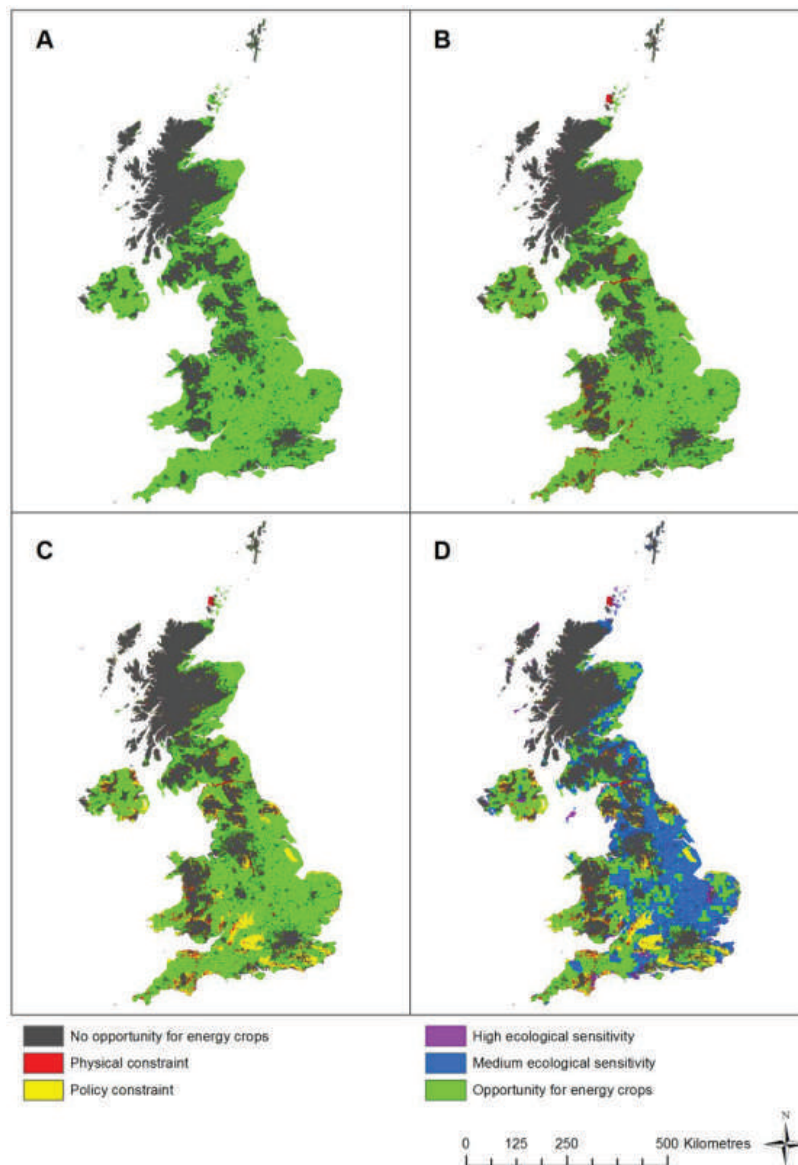 A
B
C
D
No opportunity for energy crops
Physical constraint
Policy constraint
High ecological sensitivity
Medium ecological sensitivity
Opportunity for energy crops
N
0 125 250 500 Kilometres